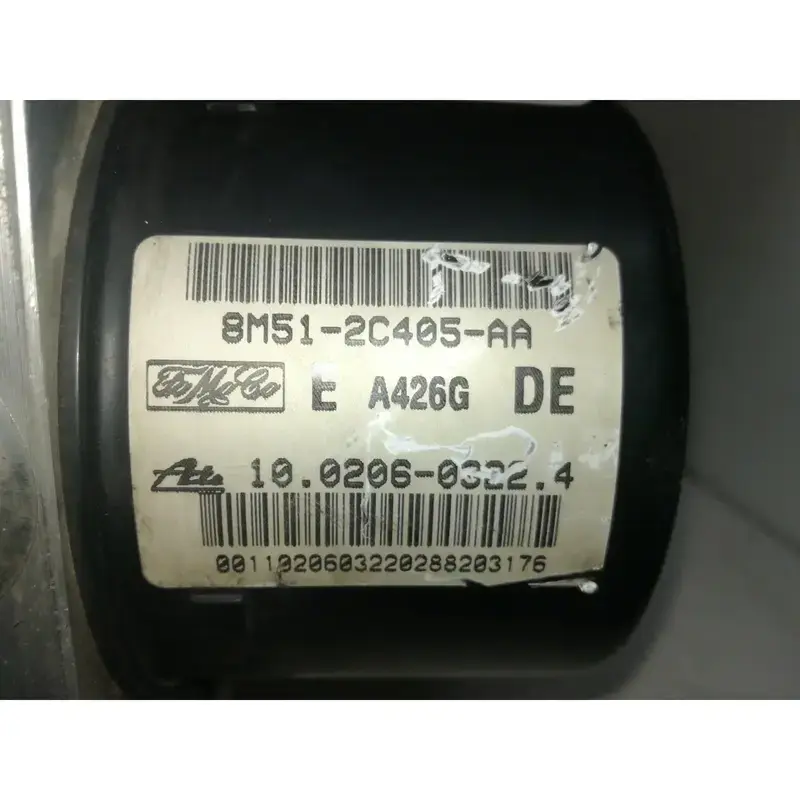 8M51-2C405-AA
FoMoCo E A426G DE
Ate 10.0206-0322.4
00110206032202882031​76